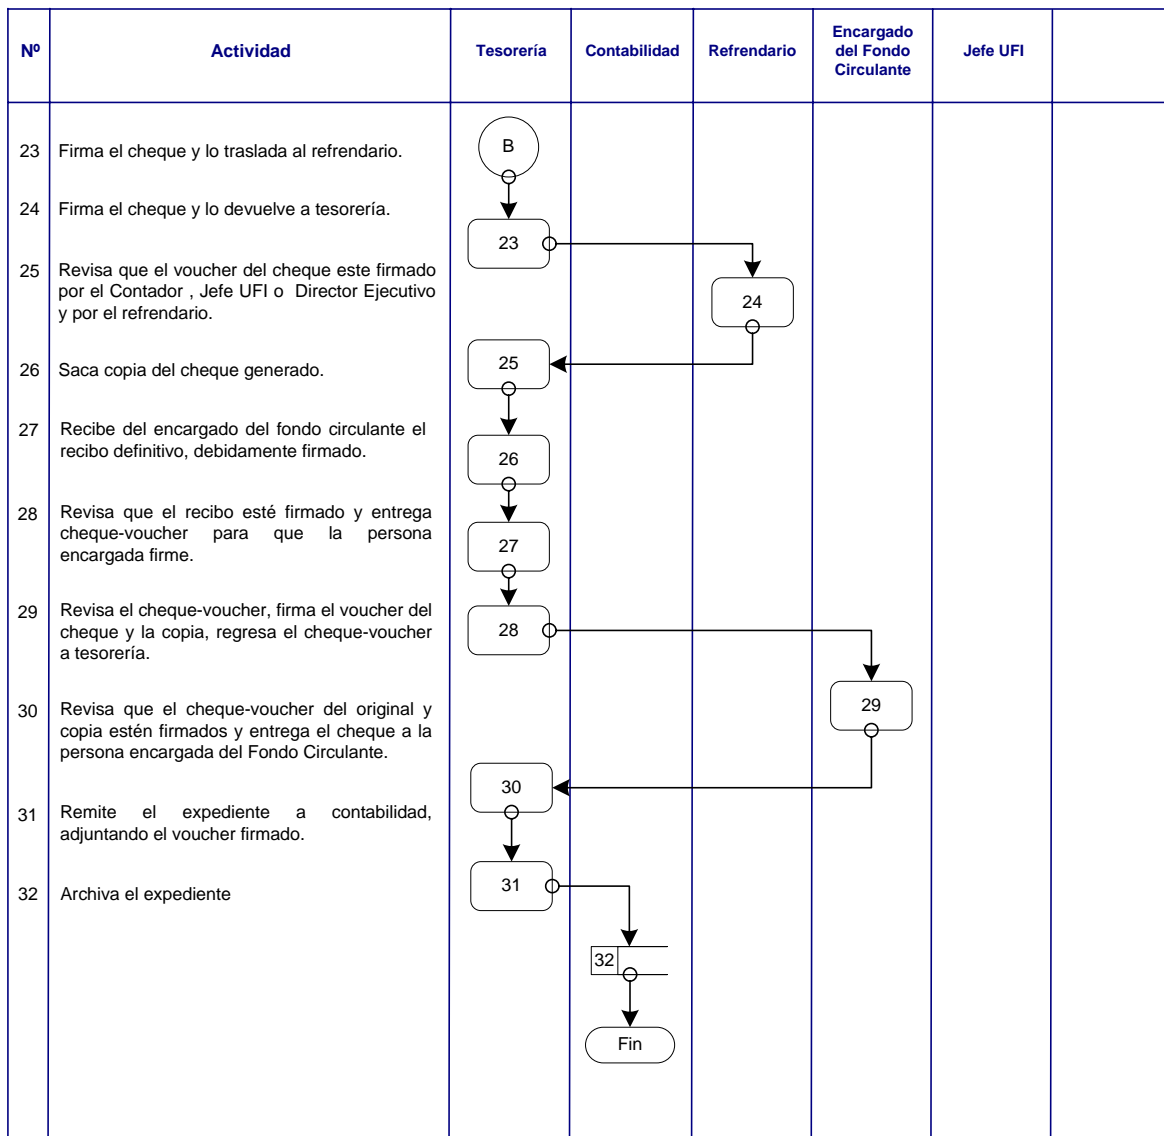 Nº
Actividad
Tesorería
Contabilidad
Refrendario
Encargado
del Fondo
Circulante
Jefe UFI
23
Firma el cheque y lo traslada al refrendario.
24
Firma el cheque y lo devuelve a tesorería.
25
Revisa que el voucher del cheque este firmado
por el Contador , Jefe UFI o Director Ejecutivo
y por el refrendario.
26
Saca copia del cheque generado.
27
Recibe del encargado del fondo circulante el
recibo definitivo, debidamente firmado.
28
Revisa que el recibo esté firmado y entrega
cheque-voucher para que la persona
encargada firme.
29
Revisa el cheque-voucher, firma el voucher del
cheque y la copia, regresa el cheque-voucher
a tesorería.
30
Revisa que el cheque-voucher del original y
copia estén firmados y entrega el cheque a la
persona encargada del Fondo Circulante.
31
Remite el expediente a contabilidad,
adjuntando el voucher firmado.
32
Archiva el expediente
B
23
24
25
26
27
28
29
30
31
32
Fin